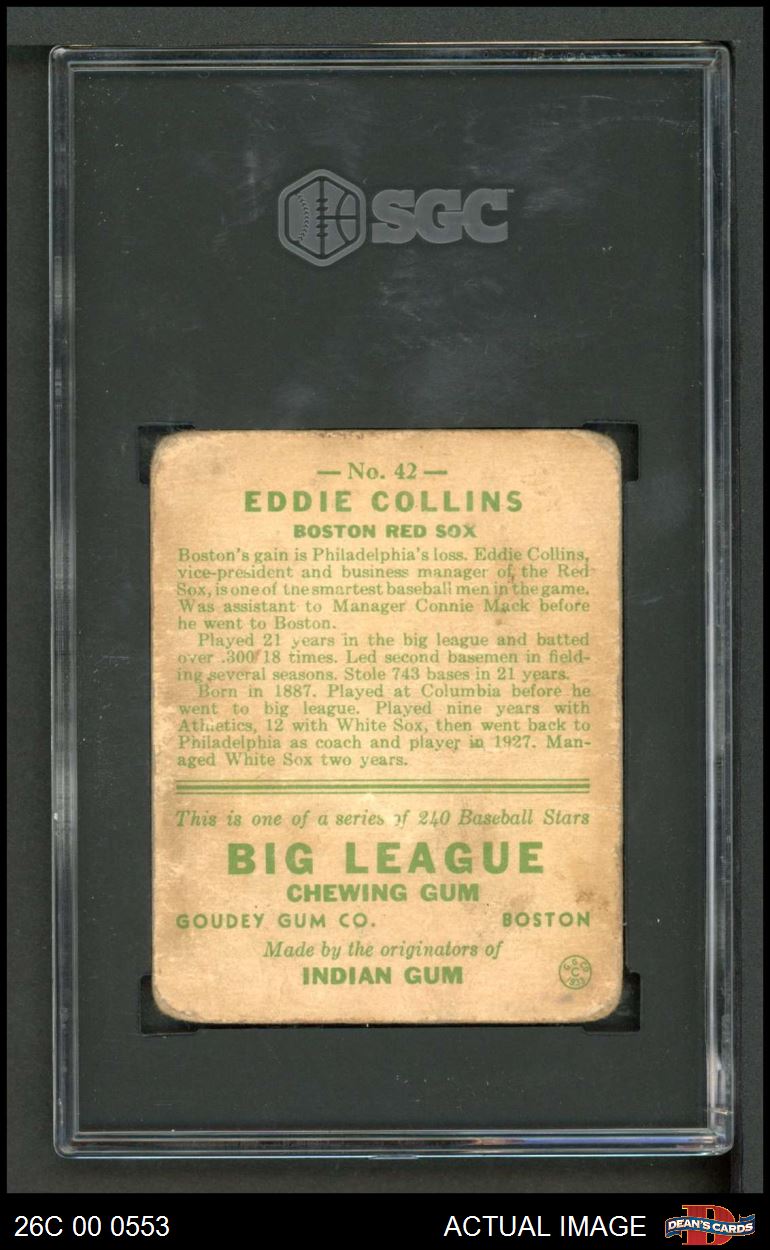 SGC
— No. 42 —
EDDIE COLLINS
BOSTON RED SOX
Boston's gain is Philadelphia's loss. Eddie Collins,
vice-president and business manager of the Red
Sox, is one of the smartest baseball men in the game.
Was assistant to Manager Connie Mack before
he went to Boston.
Played 21 years in the big league and batted
over .300 18 times. Led second basemen in field-
ing several seasons. Stole 743 bases in 21 years.
Born in 1887. Played at Columbia before he
went to big league. Played nine years with
Athletics, 12 with White Sox, then went back to
Philadelphia as coach and player in 1927. Man-
aged White Sox two years.
This is one of a series of 240 Baseball Stars
BIG LEAGUE
CHEWING GUM
GOUDEY GUM CO. BOSTON
Made by the originators of
INDIAN GUM
G. G. CO.
C
1933
26C 00 0553 ACTUAL IMAGE DEAN'S CARDS